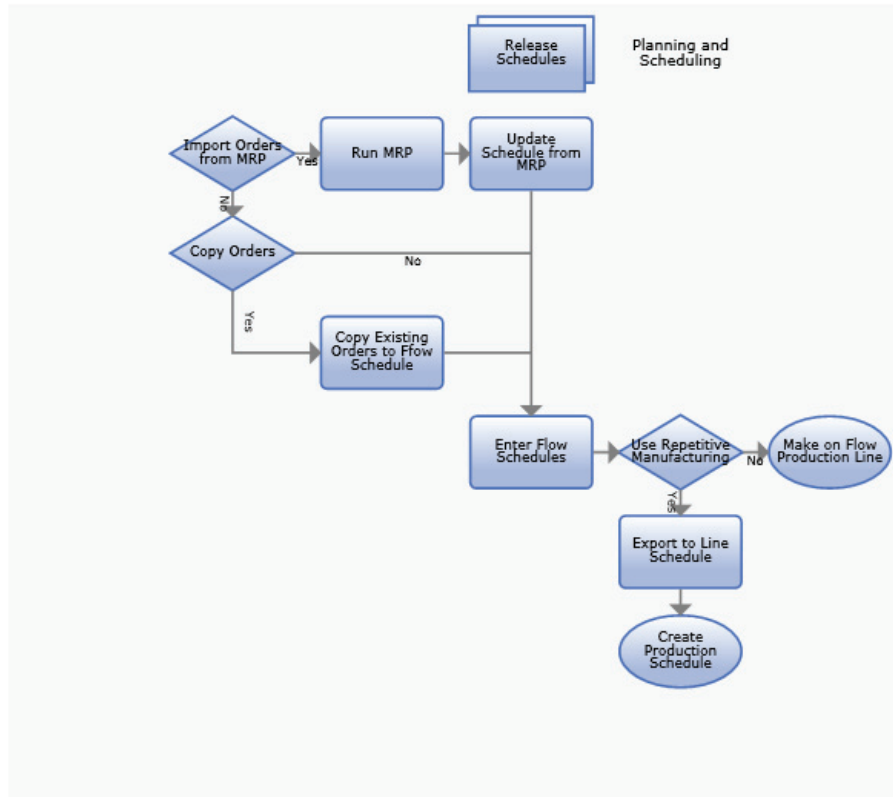 Release
Schedules
Planning and
Scheduling
Import Orders
from MRP
Yes
Run MRP
Update
Schedule from
MRP
No
Copy Orders
No
Yes
Copy Existing
Orders to Ffow
Schedule
Enter Flow
Schedules
Use Repetitive
Manufacturing
No
Make on Flow
Production Line
Yes
Export to Line
Schedule
Create
Production
Schedule